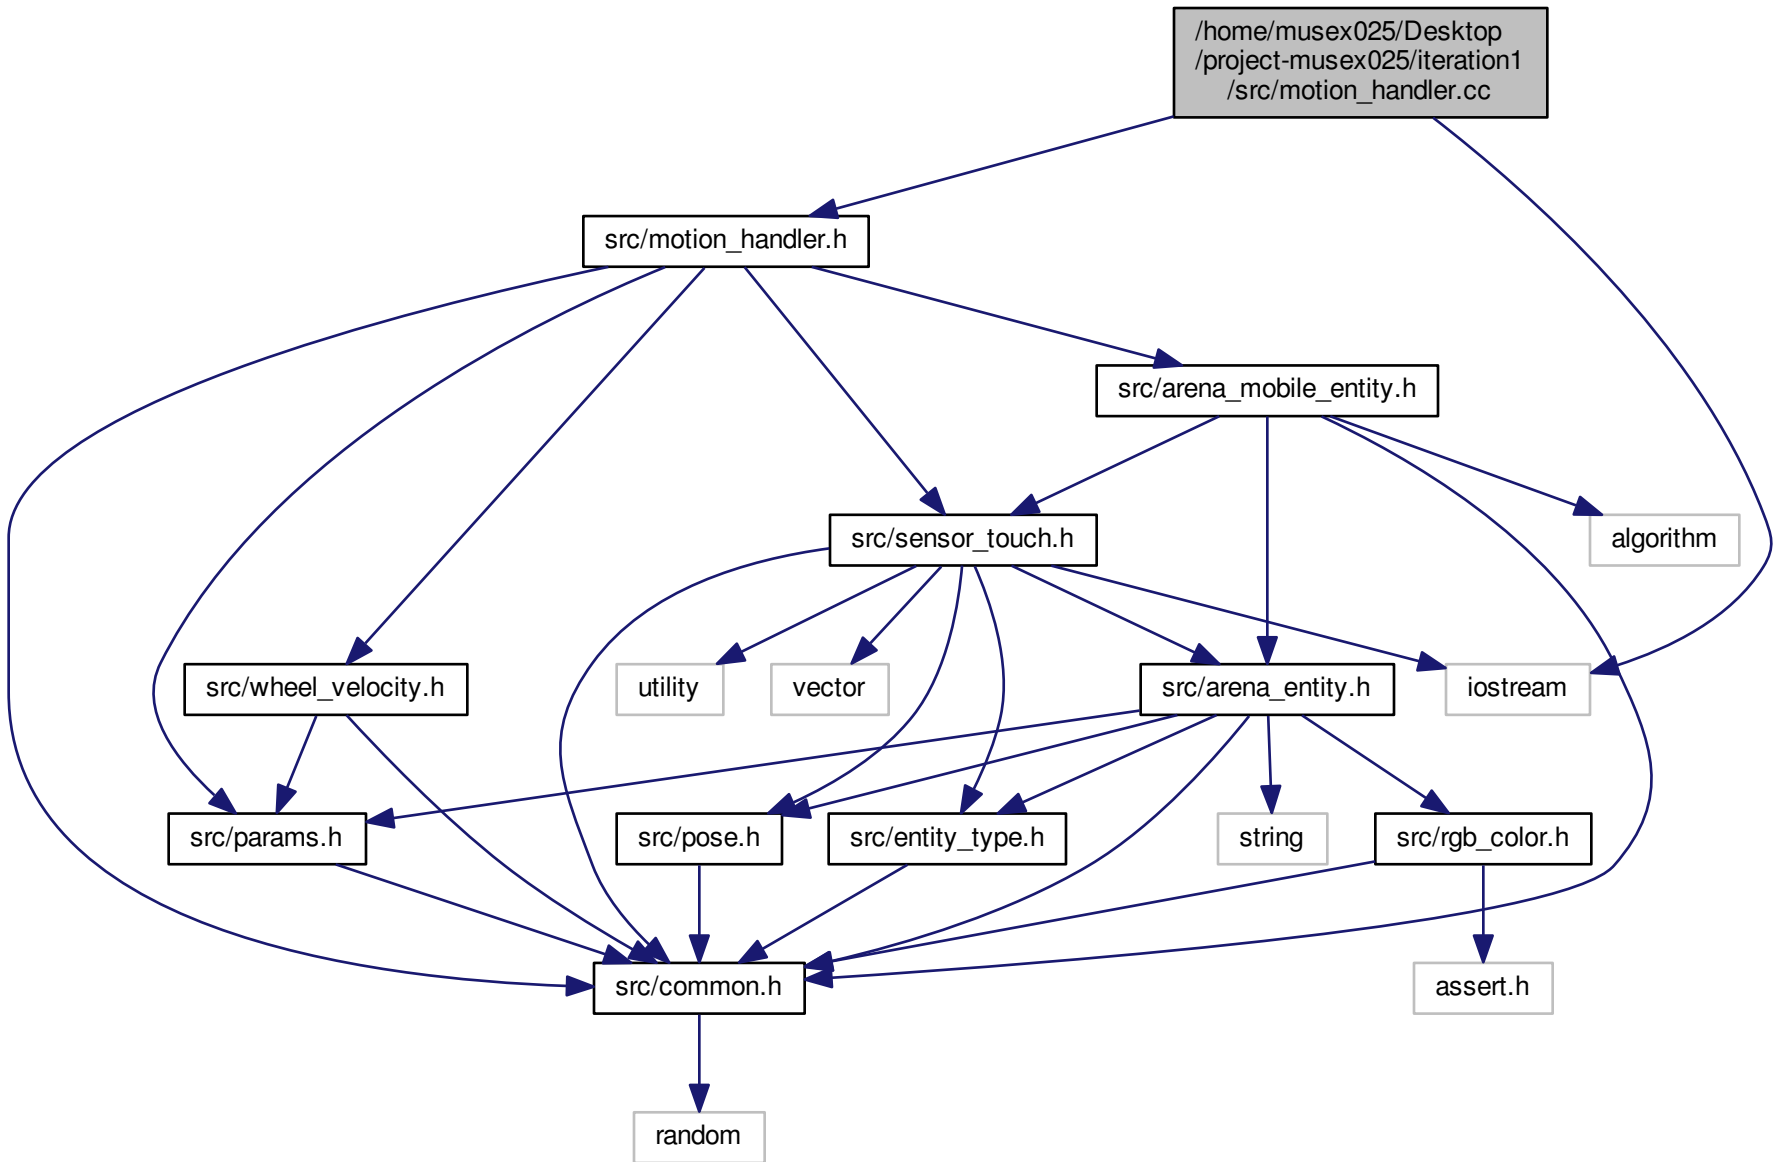 /home/musex025/Desktop
/project-musex025/iteration1
/src/motion_handler.cc
src/motion_handler.h
src/arena_mobile_entity.h
src/sensor_touch.h
algorithm
src/wheel_velocity.h
utility
vector
src/arena_entity.h
iostream
src/params.h
src/pose.h
src/entity_type.h
string
src/rgb_color.h
src/common.h
assert.h
random